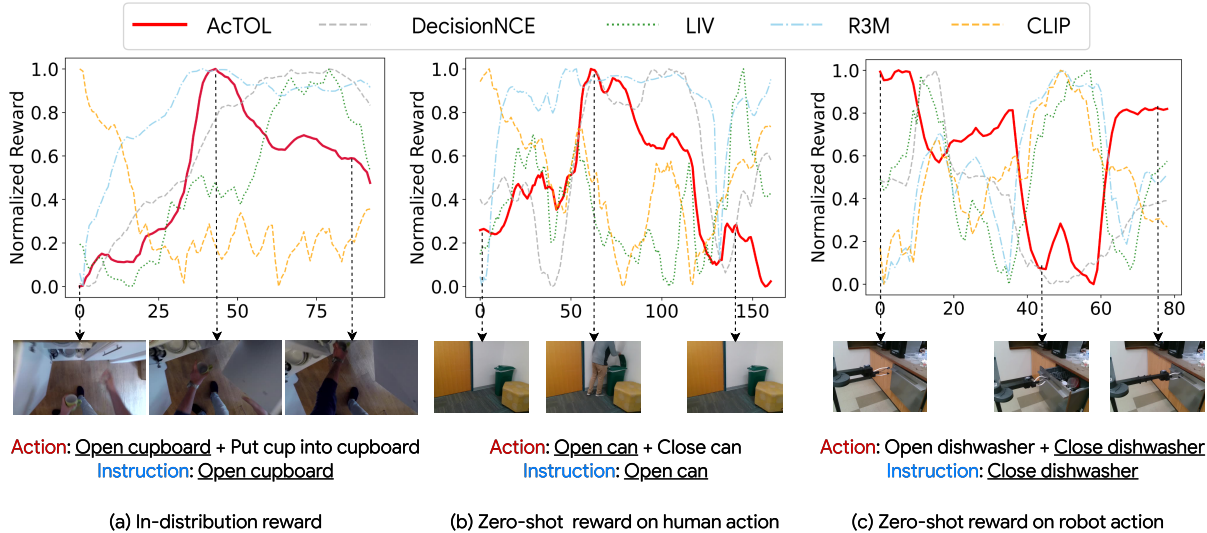 AcTOL DecisionNCE LIV R3M CLIP
Normalized Reward
1.0
0.8
0.6
0.4
0.2
0.0
0 25 50 75
Normalized Reward
1.0
0.8
0.6
0.4
0.2
0.0
0 50 100 150
Normalized Reward
1.0
0.8
0.6
0.4
0.2
0.0
0 20 40 60 80
Action: Open cupboard + Put cup into cupboard
Instruction: Open cupboard
Action: Open can + Close can
Instruction: Open can
Action: Open dishwasher + Close dishwasher
Instruction: Close dishwasher
(a) In-distribution reward
(b) Zero-shot reward on human action
(c) Zero-shot reward on robot action